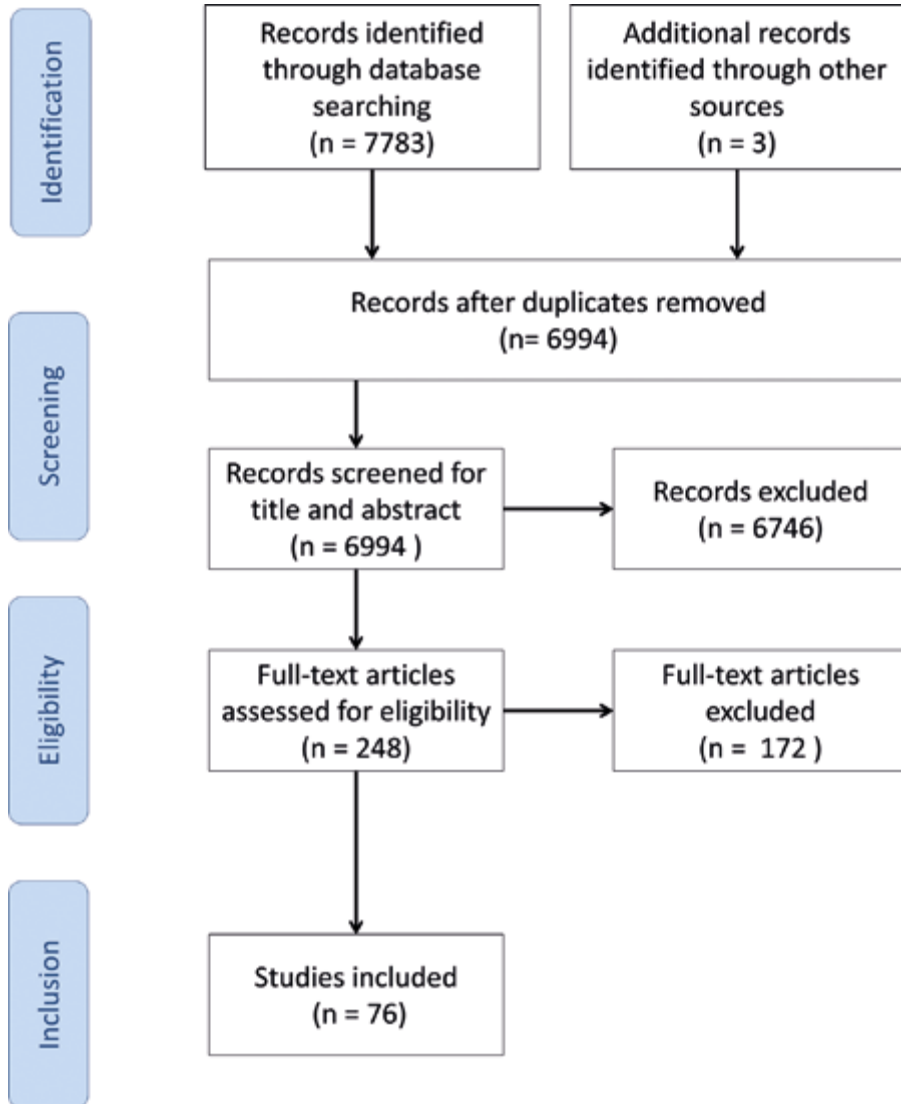 Identification
Records identified
through database
searching
(n = 7783)
Additional records
identified through other
sources
(n = 3)
Records after duplicates removed
(n= 6994)
Screening
Records screened for
title and abstract
(n = 6994 )
Records excluded
(n = 6746)
Eligibility
Full-text articles
assessed for eligibility
(n = 248)
Full-text articles
excluded
(n = 172 )
Inclusion
Studies included
(n = 76)